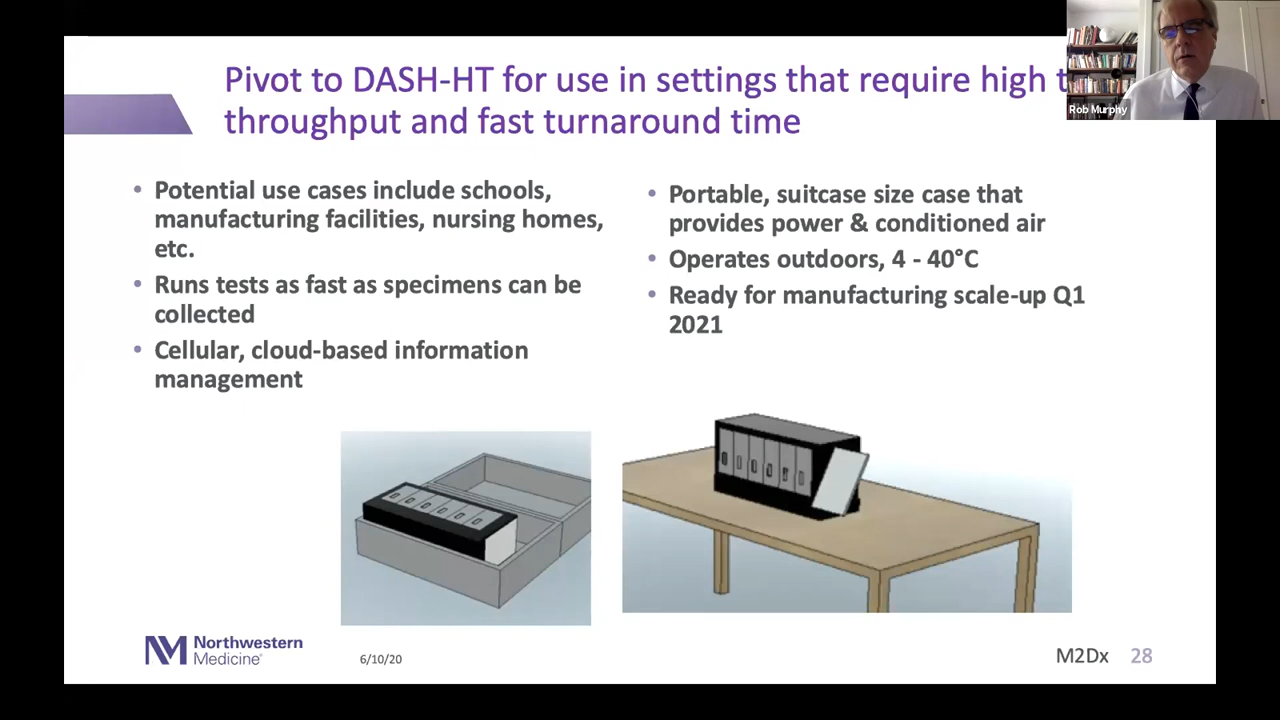 Pivot to DASH-HT for use in settings that require high t
throughput and fast turnaround time
Rob Murphy
• Potential use cases include schools,
manufacturing facilities, nursing homes,
etc.
• Runs tests as fast as specimens can be
collected
• Cellular, cloud-based information
management
• Portable, suitcase size case that
provides power & conditioned air
• Operates outdoors, 4 - 40°C
• Ready for manufacturing scale-up Q1
2021
NM Northwestern
Medicine®
6/10/20
M2Dx 28